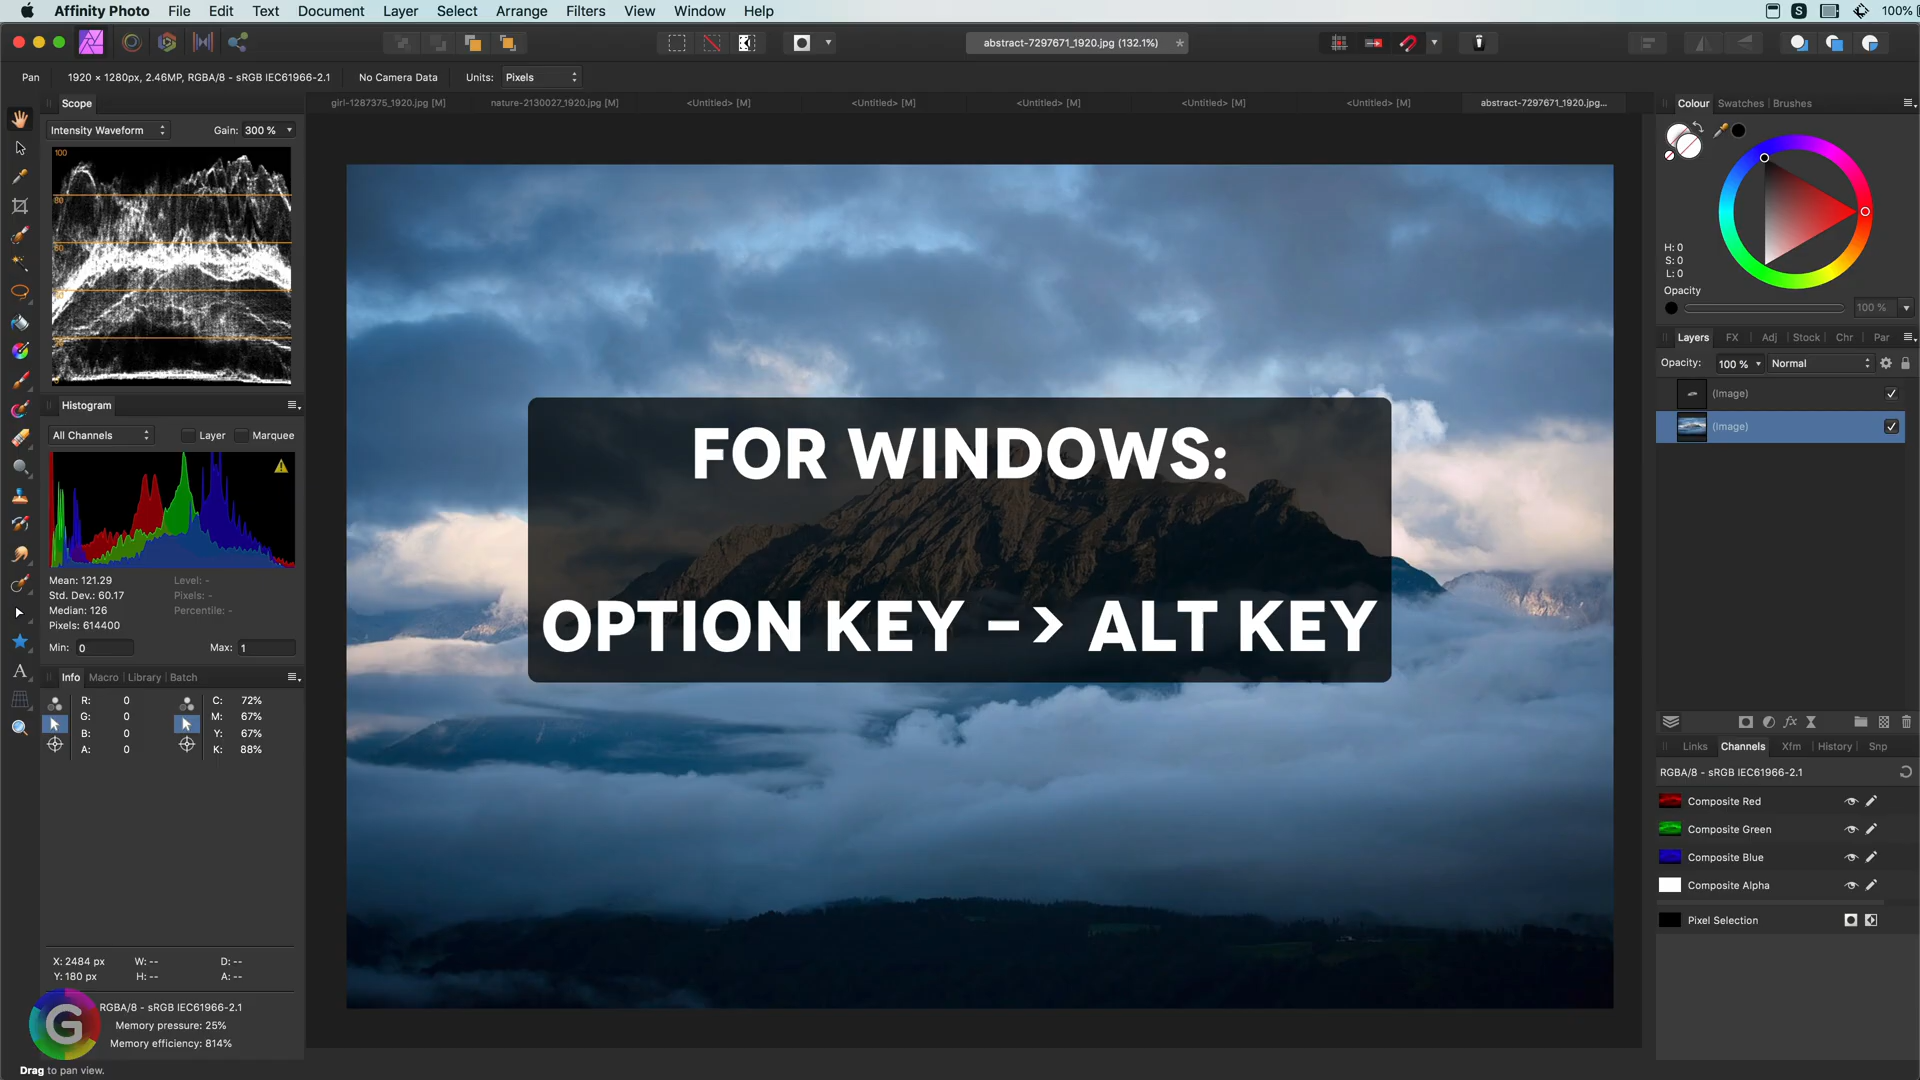 Affinity Photo File Edit Text Document Layer Select Arrange Filters View Window Help
S 100%
abstract-7297671_1920.jpg (132.1%)
Pan 1920 × 1280px, 2.46MP, RGBA/8 - sRGB IEC61966-2.1 No Camera Data Units: Pixels
girl-1287375_1920.jpg [M] nature-2130027_1920.jpg [M] <Untitled> [M] <Untitled> [M] <Untitled> [M] <Untitled> [M] <Untitled> [M] abstract-7297671_1920.jpg...
Scope
Intensity Waveform Gain: 300 %
100
80
Histogram
All Channels Layer Marquee
Mean: 121.29 Level: -
Std. Dev.: 60.17 Pixels: -
Median: 126 Percentile: -
Pixels: 614400
Min: 0 Max: 1
Info Macro Library Batch
R: 0 C: 72%
G: 0 M: 67%
B: 0 Y: 67%
A: 0 K: 88%
X: 2484 px W: -- D: --
Y: 180 px H: -- A: --
G
RGBA/8 - sRGB IEC61966-2.1
Memory pressure: 25%
Memory efficiency: 814%
Drag to pan view.
FOR WINDOWS:
OPTION KEY -> ALT KEY
Colour Swatches Brushes
H: 0
S: 0
L: 0
Opacity
100 %
Layers FX Adj Stock Chr Par
Opacity: 100 % Normal
(Image)
(Image)
fx
Links Channels Xfm History Snp
RGBA/8 - sRGB IEC61966-2.1
Composite Red
Composite Green
Composite Blue
Composite Alpha
Pixel Selection